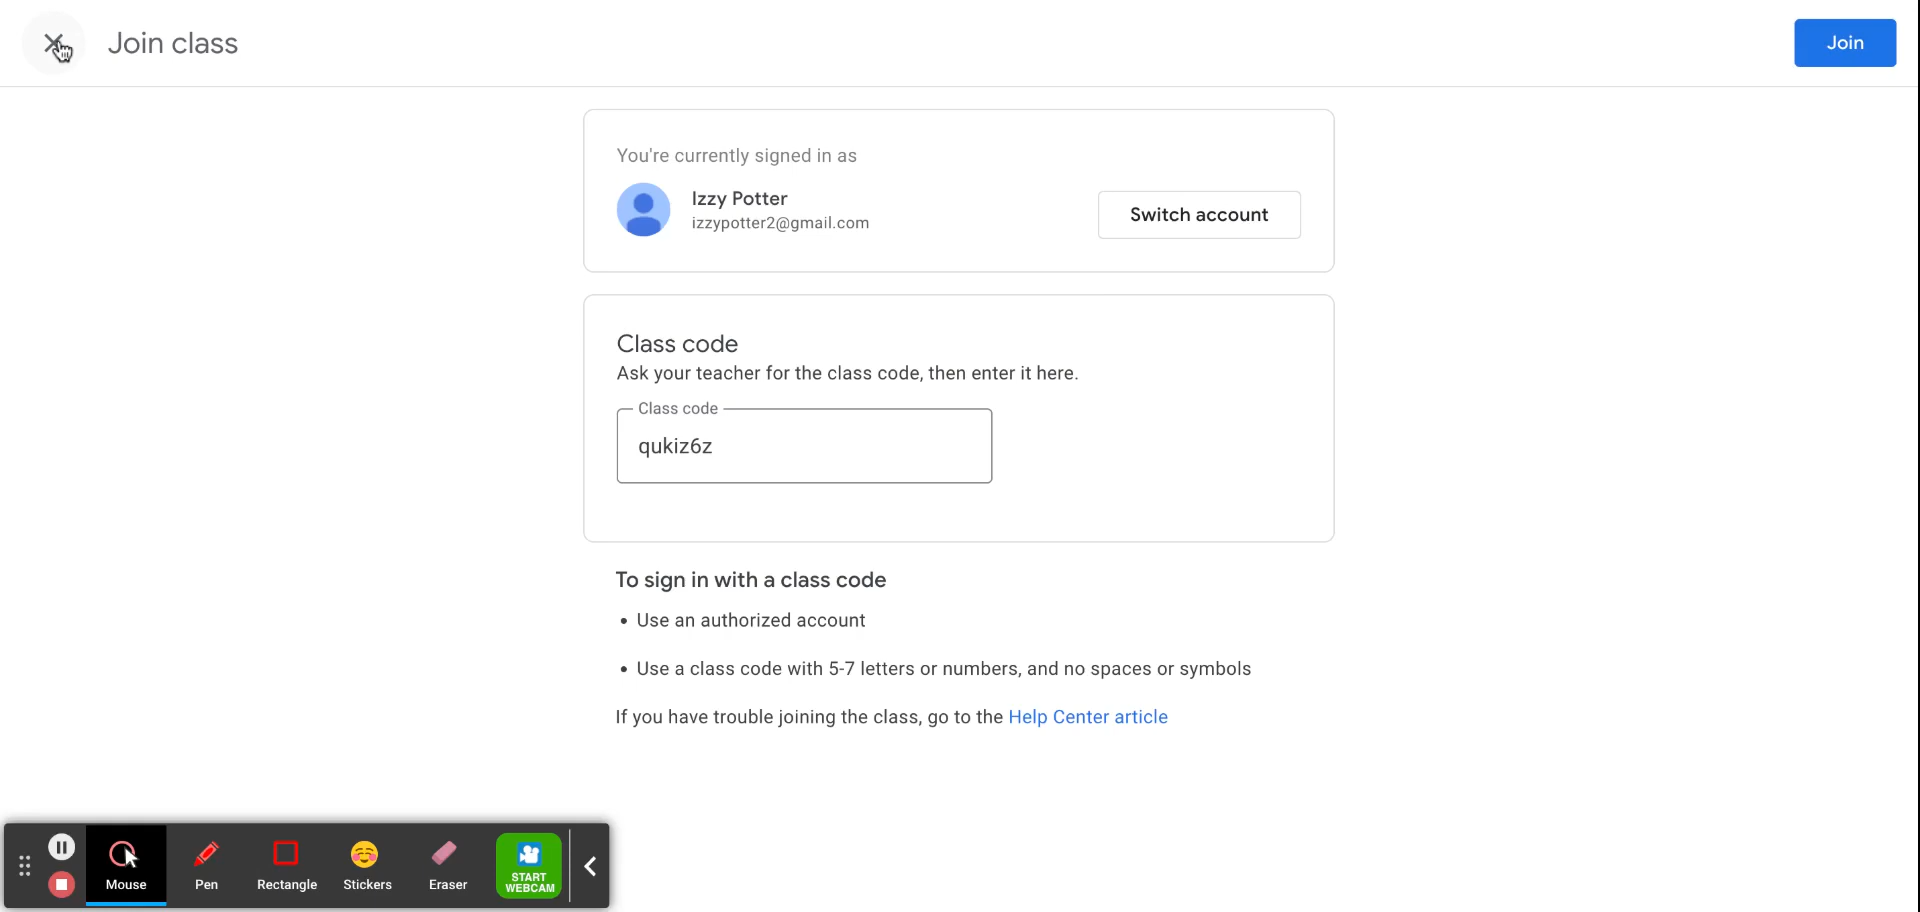 Join class
Join
You're currently signed in as
Izzy Potter
izzypotter2@gmail.com
Switch account
Class code
Ask your teacher for the class code, then enter it here.
Class code
qukiz6z
To sign in with a class code
• Use an authorized account
• Use a class code with 5-7 letters or numbers, and no spaces or symbols
If you have trouble joining the class, go to the Help Center article
Mouse
Pen
Rectangle
Stickers
Eraser
START
WEBCAM